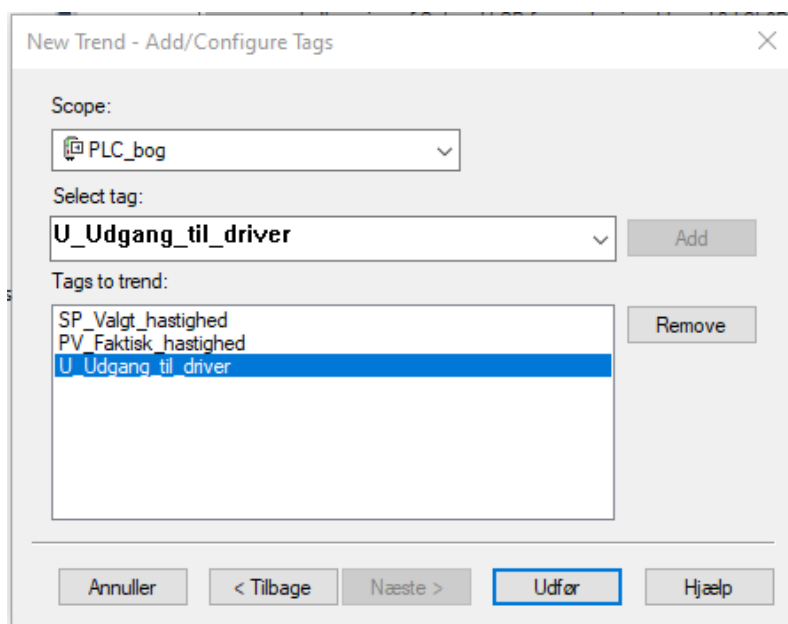 New Trend - Add/Configure Tags
Scope:
PLC_bog
Select tag:
U_Udgang_til_driver
Add
Tags to trend:
SP_Valgt_hastighed
Remove
PV_Faktisk_hastighed
U_Udgang_til_driver
Annuller
< Tilbage
Næste >
Udfør
Hjælp